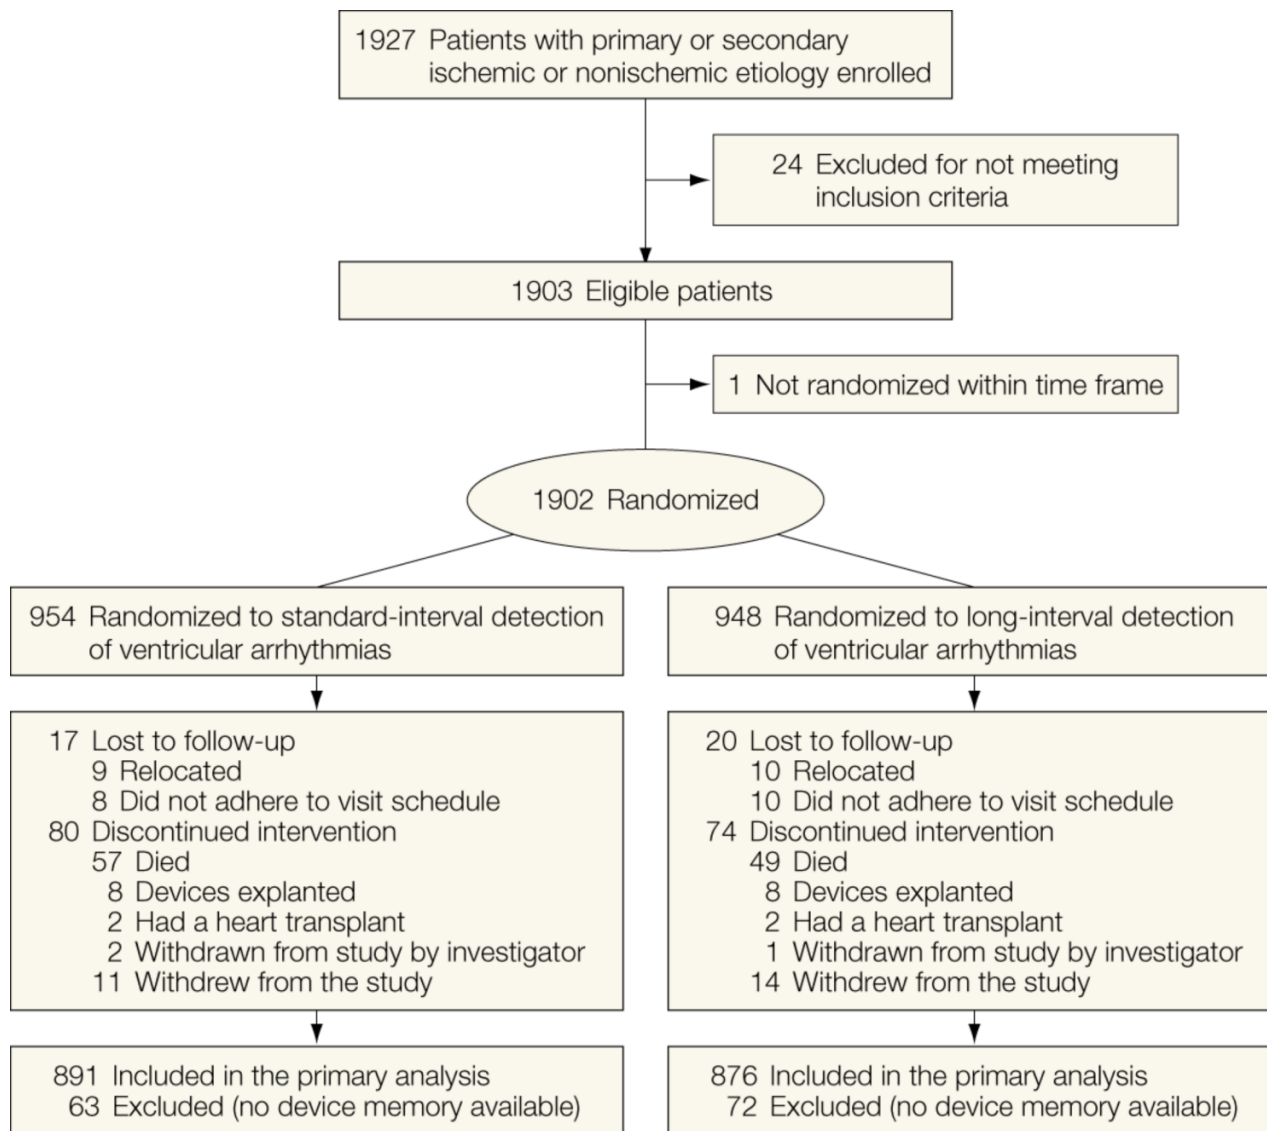 1927 Patients with primary or secondary
ischemic or nonischemic etiology enrolled
24 Excluded for not meeting
inclusion criteria
1903 Eligible patients
1 Not randomized within time frame
1902 Randomized
954 Randomized to standard-interval detection
of ventricular arrhythmias
948 Randomized to long-interval detection
of ventricular arrhythmias
17 Lost to follow-up
9 Relocated
8 Did not adhere to visit schedule
80 Discontinued intervention
57 Died
8 Devices explanted
2 Had a heart transplant
2 Withdrawn from study by investigator
11 Withdrew from the study
20 Lost to follow-up
10 Relocated
10 Did not adhere to visit schedule
74 Discontinued intervention
49 Died
8 Devices explanted
2 Had a heart transplant
1 Withdrawn from study by investigator
14 Withdrew from the study
891 Included in the primary analysis
63 Excluded (no device memory available)
876 Included in the primary analysis
72 Excluded (no device memory available)